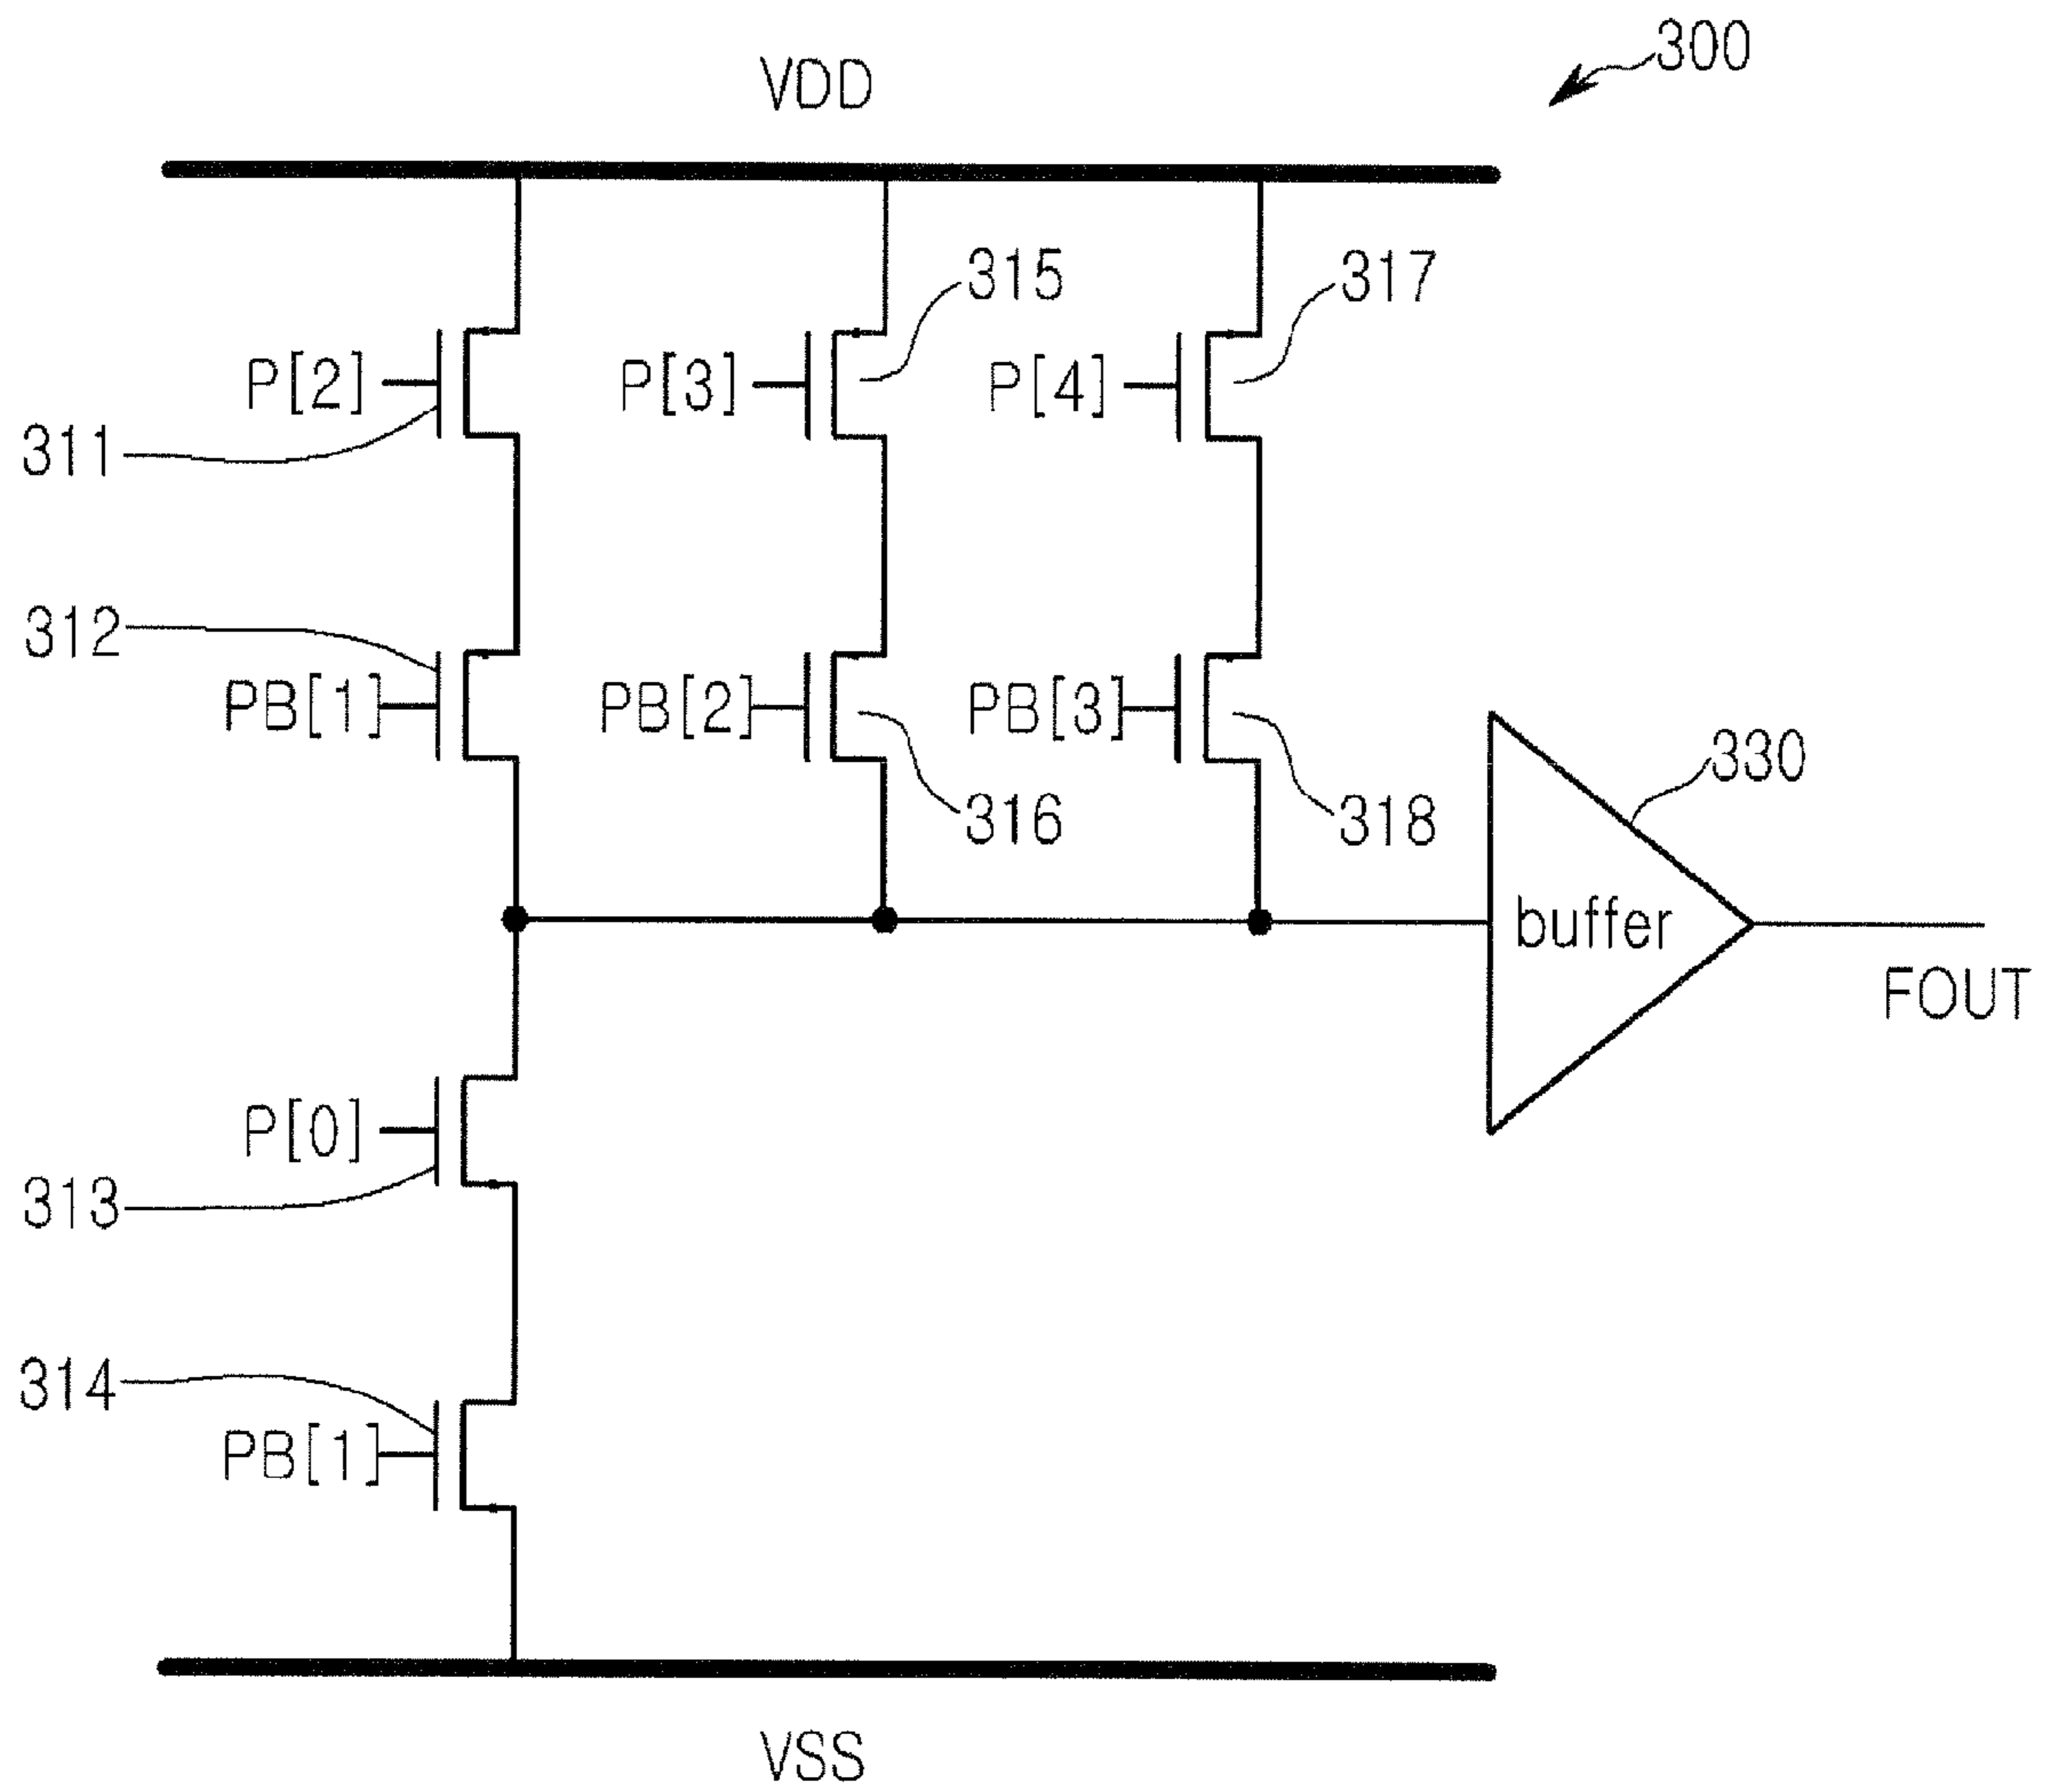 300
VDD
315
317
P[2]
P[3]
P[4]
311
312
PB[1]
PB[2]
PB[3]
316
318
330
buffer
FOUT
P[0]
313
314
PB[1]
VSS